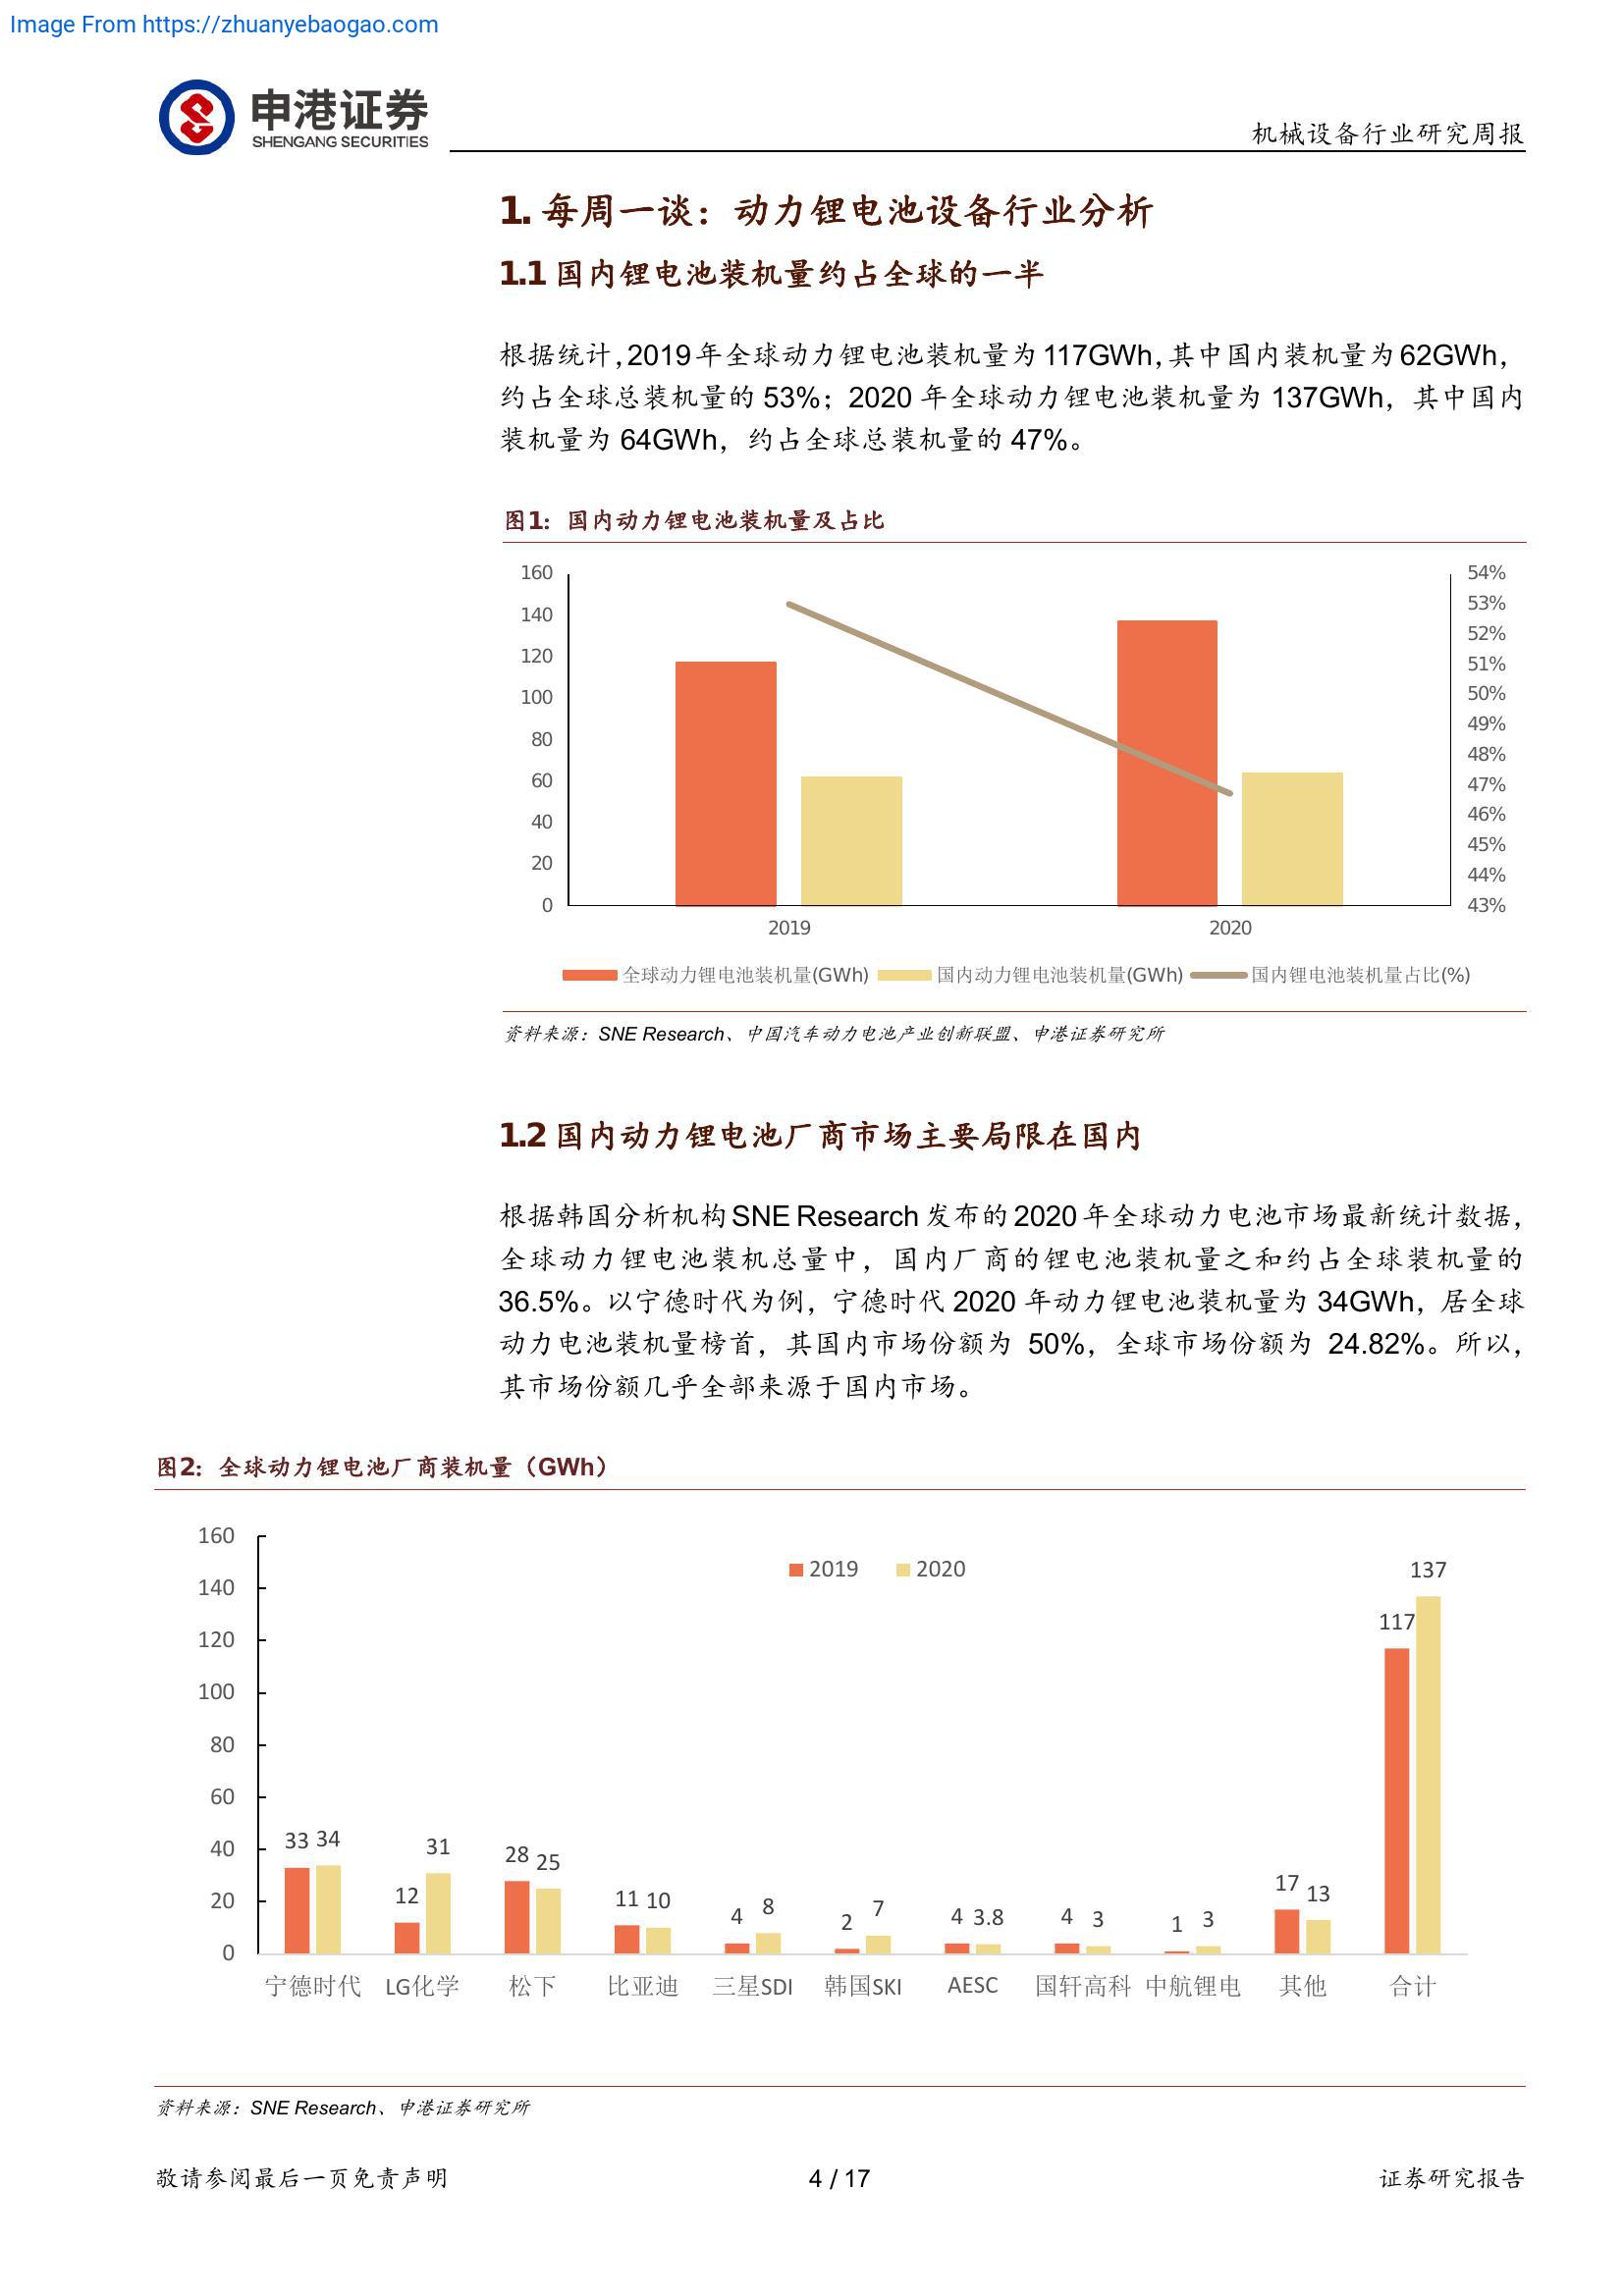 Image From https://zhuanyebaogao.com
申港证券
SHENGANG SECURITIES
机械设备行业研究周报
1. 每周一谈：动力锂电池设备行业分析
1.1 国内锂电池装机量约占全球的一半
根据统计，2019年全球动力锂电池装机量为 117GWh，其中国内装机量为 62GWh，
约占全球总装机量的 53%；2020 年全球动力锂电池装机量为 137GWh，其中国内
装机量为 64GWh，约占全球总装机量的 47%。
图1：国内动力锂电池装机量及占比
160 54%
53%
140
52%
120
51%
100 50%
49%
80
48%
60 47%
46%
40
45%
20
44%
0 43%
2019 2020
全球动力锂电池装机量(GWh) 国内动力锂电池装机量(GWh) 国内锂电池装机量占比(%)
资料来源：SNE Research、中国汽车动力电池产业创新联盟、申港证券研究所
1.2 国内动力锂电池厂商市场主要局限在国内
根据韩国分析机构 SNE Research 发布的 2020 年全球动力电池市场最新统计数据，
全球动力锂电池装机总量中，国内厂商的锂电池装机量之和约占全球装机量的
36.5%。以宁德时代为例，宁德时代 2020 年动力锂电池装机量为 34GWh，居全球
动力电池装机量榜首，其国内市场份额为 50%，全球市场份额为 24.82%。所以，
其市场份额几乎全部来源于国内市场。
图2：全球动力锂电池厂商装机量（GWh）
160
2019 2020
137
140
117
120
100
80
60
40
33 34 12 31 28 25 11 10 4 8 2 7 4 3.8 4 3 1 3 17 13
20
0
宁德时代 LG化学 松下 比亚迪 三星SDI 韩国SKI AESC 国轩高科 中航锂电 其他 合计
资料来源：SNE Research、申港证券研究所
敬请参阅最后一页免责声明 4 / 17 证券研究报告